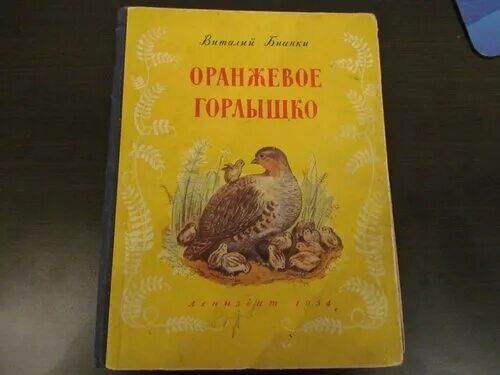 Виталий Бианки
ОРАНЖЕВОЕ
ГОРЛЫШКО
лениздат 1954